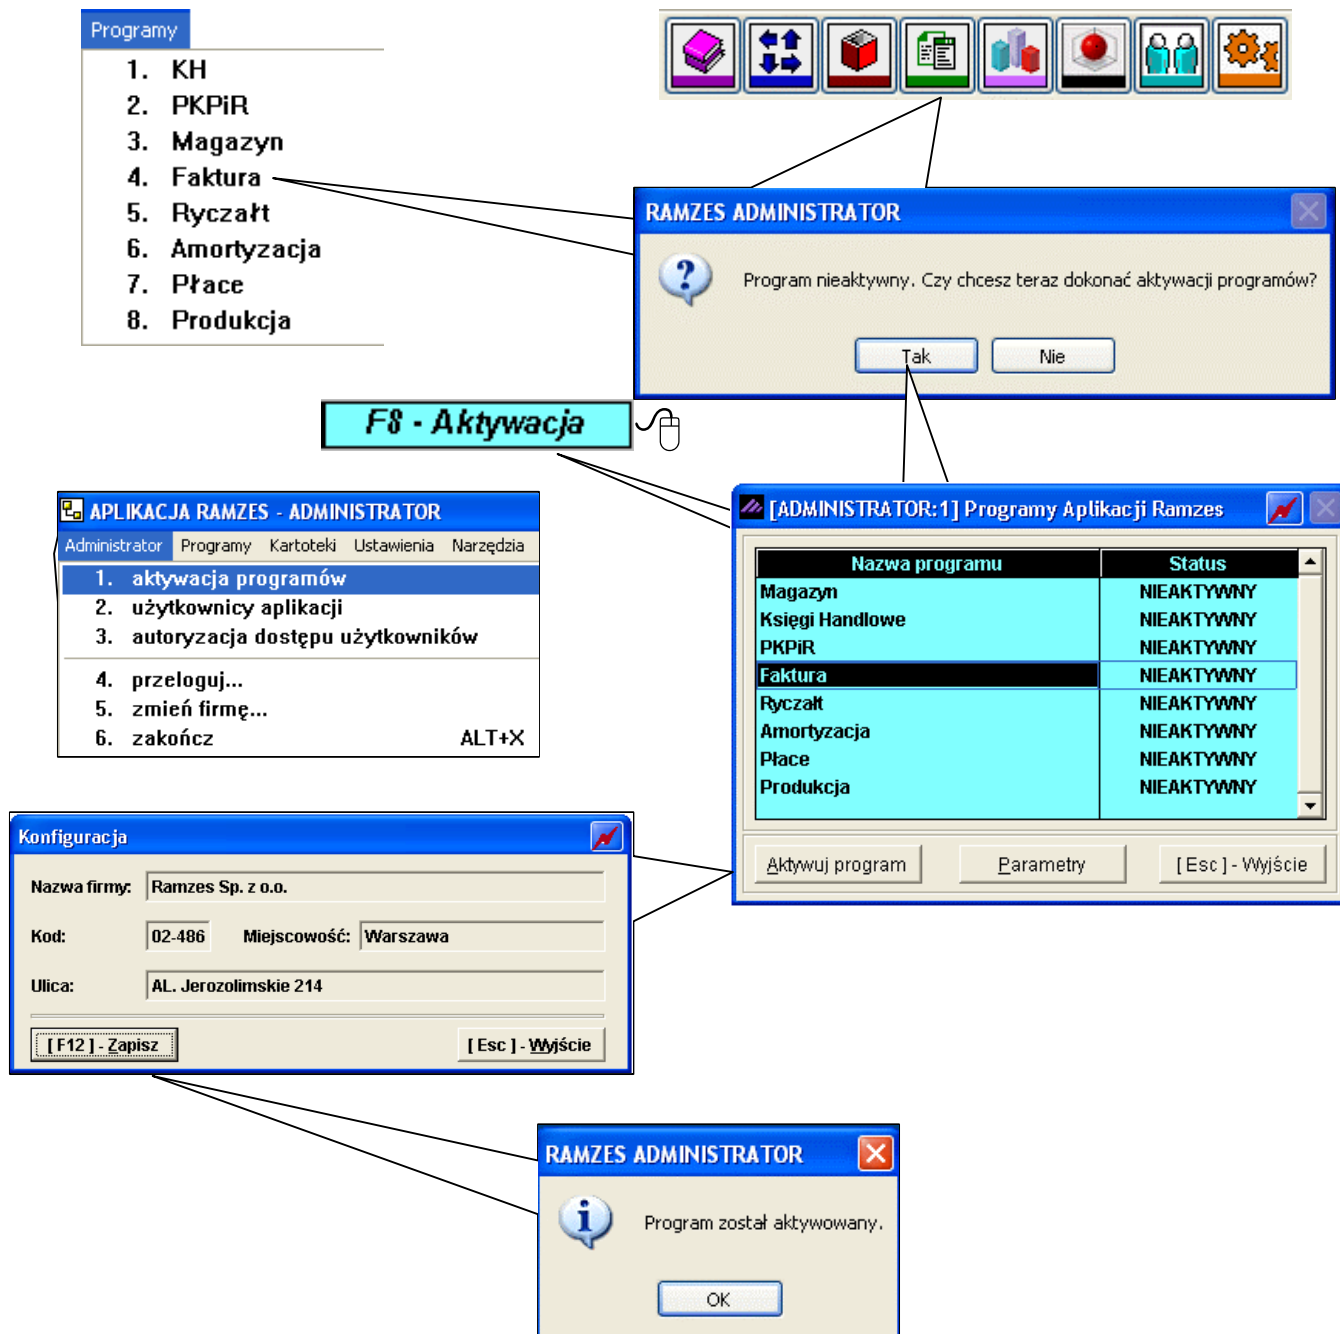 Programy
1. KH
2. PKPiR
3. Magazyn
4. Faktura
5. Ryczałt
6. Amortyzacja
7. Płace
8. Produkcja
RAMZES ADMINISTRATOR
Program nieaktywny. Czy chcesz teraz dokonać aktywacji programów?
Tak Nie
F8 - Aktywacja
APLIKACJA RAMZES - ADMINISTRATOR
Administrator Programy Kartoteki Ustawienia Narzędzia
1. aktywacja programów
2. użytkownicy aplikacji
3. autoryzacja dostępu użytkowników
4. przeloguj...
5. zmień firmę...
6. zakończ ALT+X
[ADMINISTRATOR:1] Programy Aplikacji Ramzes
Nazwa programu Status
Magazyn NIEAKTYWNY
Księgi Handlowe NIEAKTYWNY
PKPiR NIEAKTYWNY
Faktura NIEAKTYWNY
Ryczałt NIEAKTYWNY
Amortyzacja NIEAKTYWNY
Płace NIEAKTYWNY
Produkcja NIEAKTYWNY
Aktywuj program Parametry [ Esc ] - Wyjście
Konfiguracja
Nazwa firmy: Ramzes Sp. z o.o.
Kod: 02-486 Miejscowość: Warszawa
Ulica: AL. Jerozolimskie 214
[ F12 ] - Zapisz [ Esc ] - Wyjście
RAMZES ADMINISTRATOR
Program został aktywowany.
OK